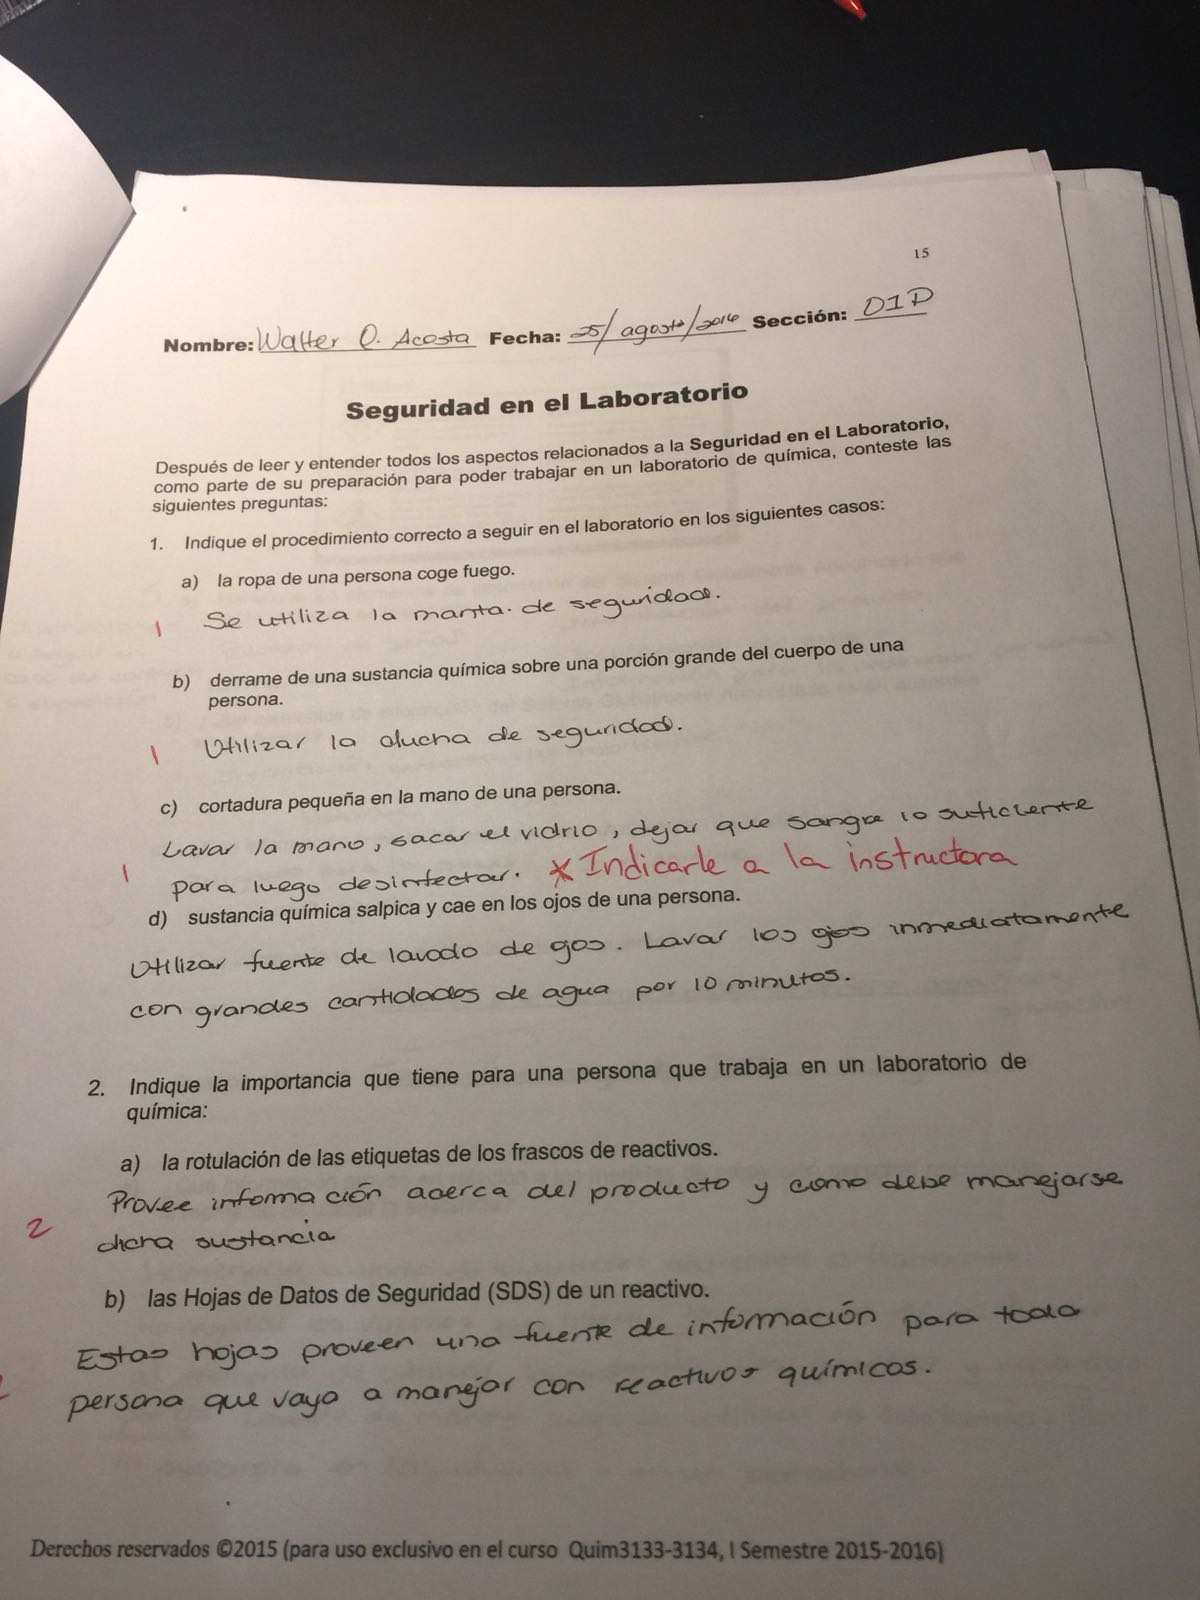 15
Nombre: Walter O. Acosta Fecha: 25/agosto/2016 Sección: 01D
Seguridad en el Laboratorio
Después de leer y entender todos los aspectos relacionados a la Seguridad en el Laboratorio,
como parte de su preparación para poder trabajar en un laboratorio de química, conteste las
siguientes preguntas:
1. Indique el procedimiento correcto a seguir en el laboratorio en los siguientes casos:
a) la ropa de una persona coge fuego.
1 Se utiliza la manta de seguridad.
b) derrame de una sustancia química sobre una porción grande del cuerpo de una
persona.
1 Utilizar la ducha de seguridad.
c) cortadura pequeña en la mano de una persona.
Lavar la mano, sacar el vidrio, dejar que sangre lo suficiente
1 para luego desinfectar. * Indicarle a la instructora
d) sustancia química salpica y cae en los ojos de una persona.
Utilizar fuente de lavado de ojos. Lavar los ojos inmediatamente
con grandes cantidades de agua por 10 minutos.
2. Indique la importancia que tiene para una persona que trabaja en un laboratorio de
química:
a) la rotulación de las etiquetas de los frascos de reactivos.
Provee información acerca del producto y como debe manejarse
2 dicha sustancia
b) las Hojas de Datos de Seguridad (SDS) de un reactivo.
Estas hojas proveen una fuente de información para toda
persona que vaya a manejar con reactivos químicos.
Derechos reservados ©2015 (para uso exclusivo en el curso Quim3133-3134, I Semestre 2015-2016)